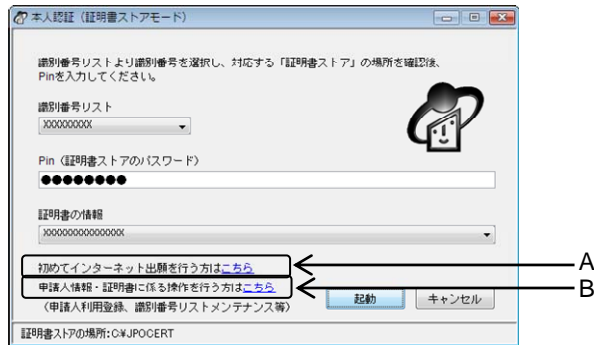 本人認証（証明書ストアモード）
識別番号リストより識別番号を選択し、対応する「証明書ストア」の場所を確認後、
Pinを入力してください。
識別番号リスト
XXXXXXXXX
Pin（証明書ストアのパスワード）
●●●●●●●●
証明書の情報
XXXXXXXXXXXXXXX
初めてインターネット出願を行う方はこちら
A
申請人情報・証明書に係る操作を行う方はこちら
B
（申請人利用登録、識別番号リストメンテナンス等）
起動
キャンセル
証明書ストアの場所:C:¥JPOCERT